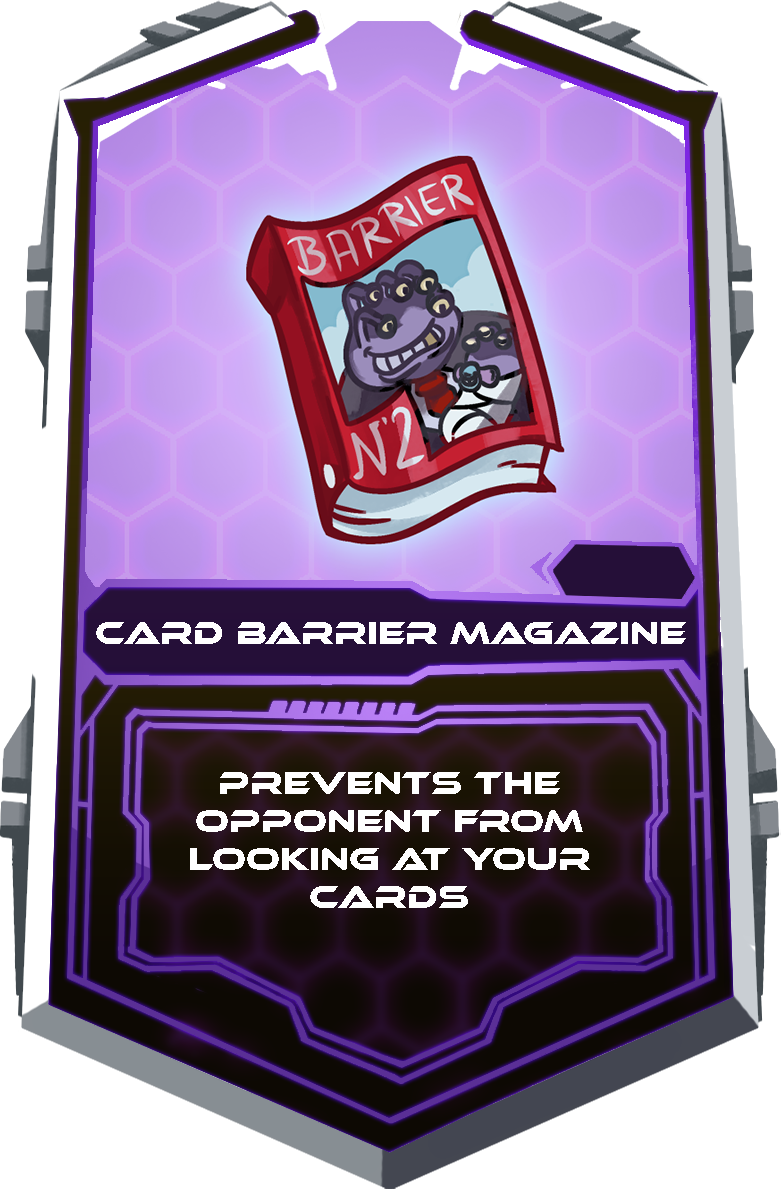 BARRIER
N'2
CARD BARRIER MAGAZINE
PREVENTS THE
OPPONENT FROM
LOOKING AT YOUR
CARDS